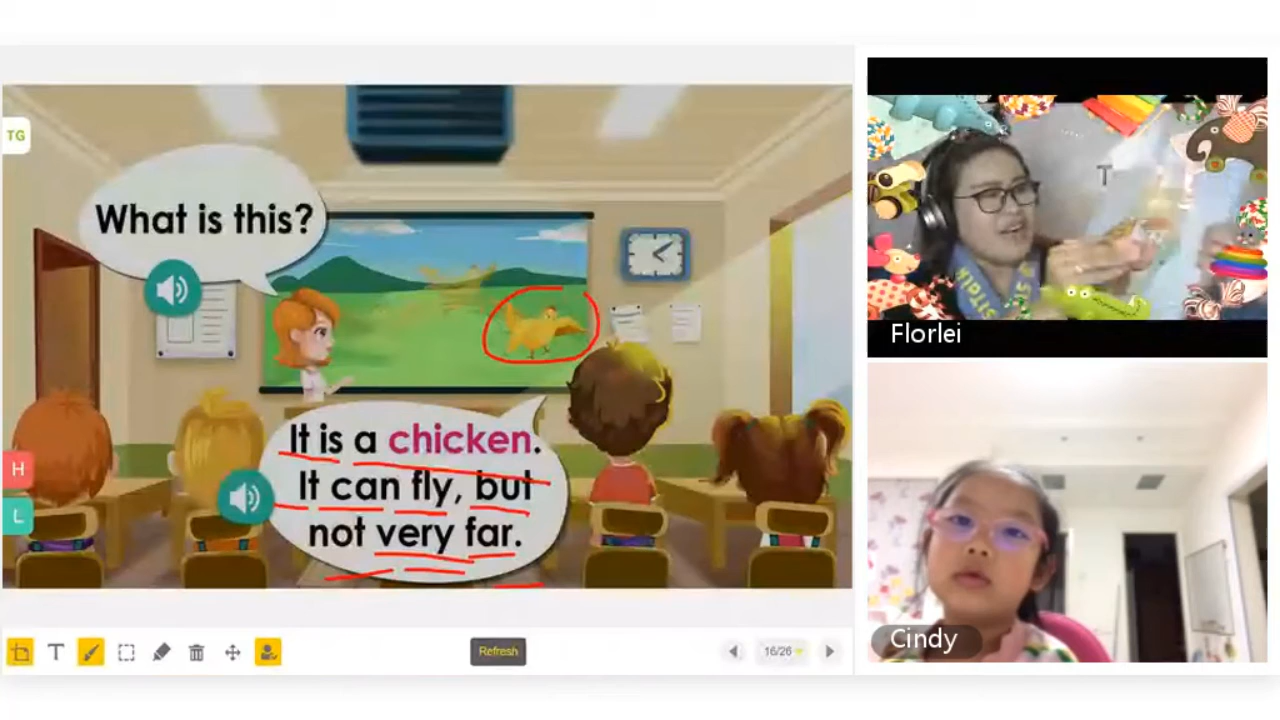 TG
What is this?
It is a chicken.
It can fly, but
not very far.
H
L
T
Refresh
16/26
T
Florlei
Cindy